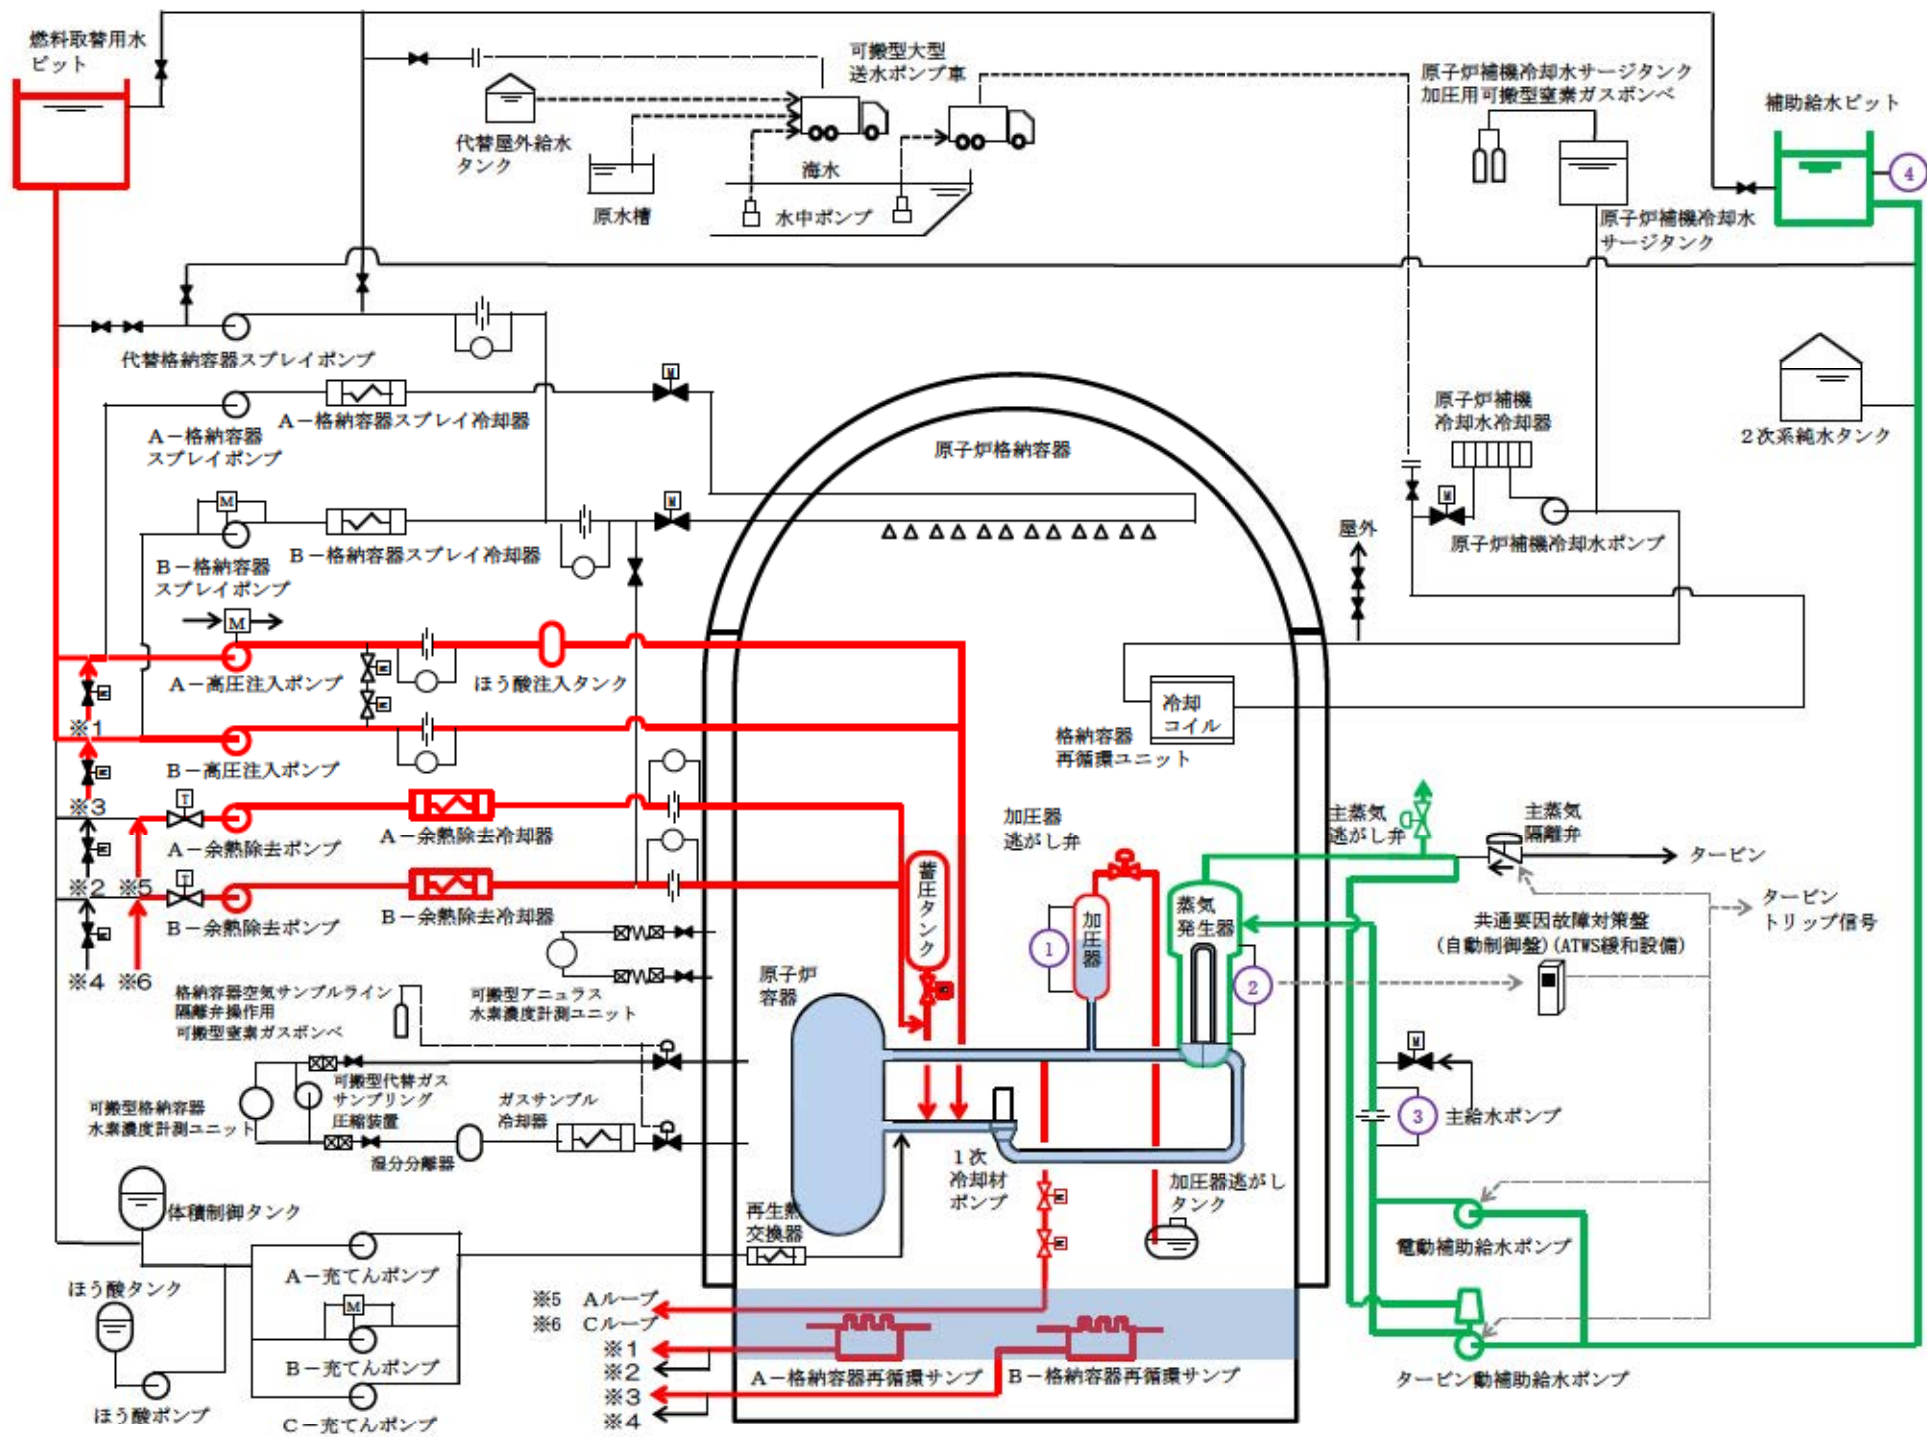 燃料取替用水
ピット
可搬型大型
送水ポンプ車
代替屋外給水
タンク
原水槽
海水
水中ポンプ
原子炉補機冷却水サージタンク
加圧用可搬型窒素ガスボンベ
原子炉補機冷却水
サージタンク
補助給水ピット
4
代替格納容器スプレイポンプ
2次系純水タンク
M
A-格納容器スプレイ冷却器
A-格納容器
スプレイポンプ
原子炉格納容器
原子炉補機
冷却水冷却器
M
M
M
B-格納容器スプレイ冷却器
B-格納容器
スプレイポンプ
原子炉補機冷却水ポンプ
屋外
M
A-高圧注入ポンプ
ほう酸注入タンク
※1
B-高圧注入ポンプ
冷却
コイル
格納容器
再循環ユニット
※3
T
A-余熱除去ポンプ
A-余熱除去冷却器
加圧器
逃がし弁
主蒸気
逃がし弁
主蒸気
隔離弁
タービン
※2
※5
T
B-余熱除去ポンプ
B-余熱除去冷却器
蓄圧タンク
加圧器
1
蒸気
発生器
2
タービン
トリップ信号
共通要因故障対策盤
(自動制御盤)(ATWS緩和設備)
※4
※6
格納容器空気サンプルライン
隔離弁操作用
可搬型窒素ガスボンベ
可搬型アニュラス
水素濃度計測ユニット
原子炉
容器
M
可搬型格納容器
水素濃度計測ユニット
可搬型代替ガス
サンプリング
圧縮装置
ガスサンプル
冷却器
湿分分離器
3
主給水ポンプ
1次
冷却材
ポンプ
加圧器逃がし
タンク
体積制御タンク
再生熱
交換器
電動補助給水ポンプ
A-充てんポンプ
ほう酸タンク
M
B-充てんポンプ
ほう酸ポンプ
C-充てんポンプ
※5 Aループ
※6 Cループ
※1
※2
※3
※4
A-格納容器再循環サンプ
B-格納容器再循環サンプ
タービン動補助給水ポンプ